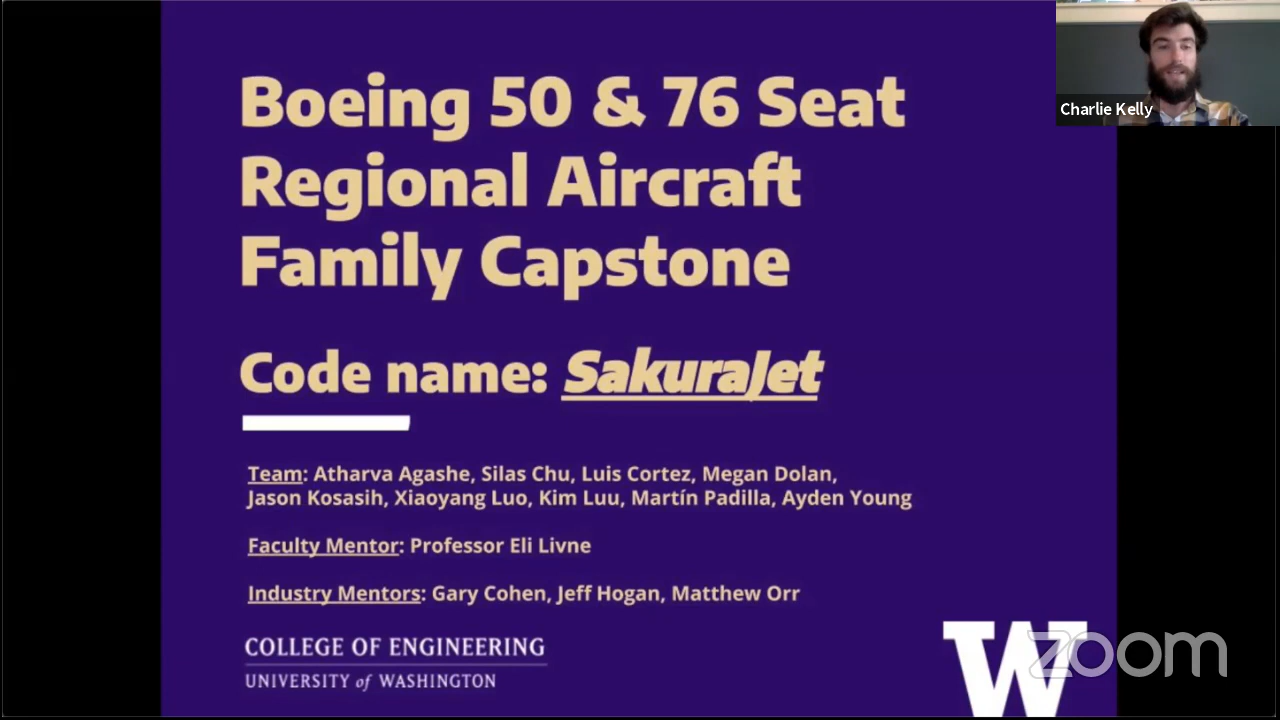 Boeing 50 & 76 Seat
Regional Aircraft
Family Capstone
Code name: SakuraJet
Team: Atharva Agashe, Silas Chu, Luis Cortez, Megan Dolan,
Jason Kosasih, Xiaoyang Luo, Kim Luu, Martín Padilla, Ayden Young
Faculty Mentor: Professor Eli Livne
Industry Mentors: Gary Cohen, Jeff Hogan, Matthew Orr
COLLEGE OF ENGINEERING
UNIVERSITY of WASHINGTON
W
zoom
Charlie Kelly